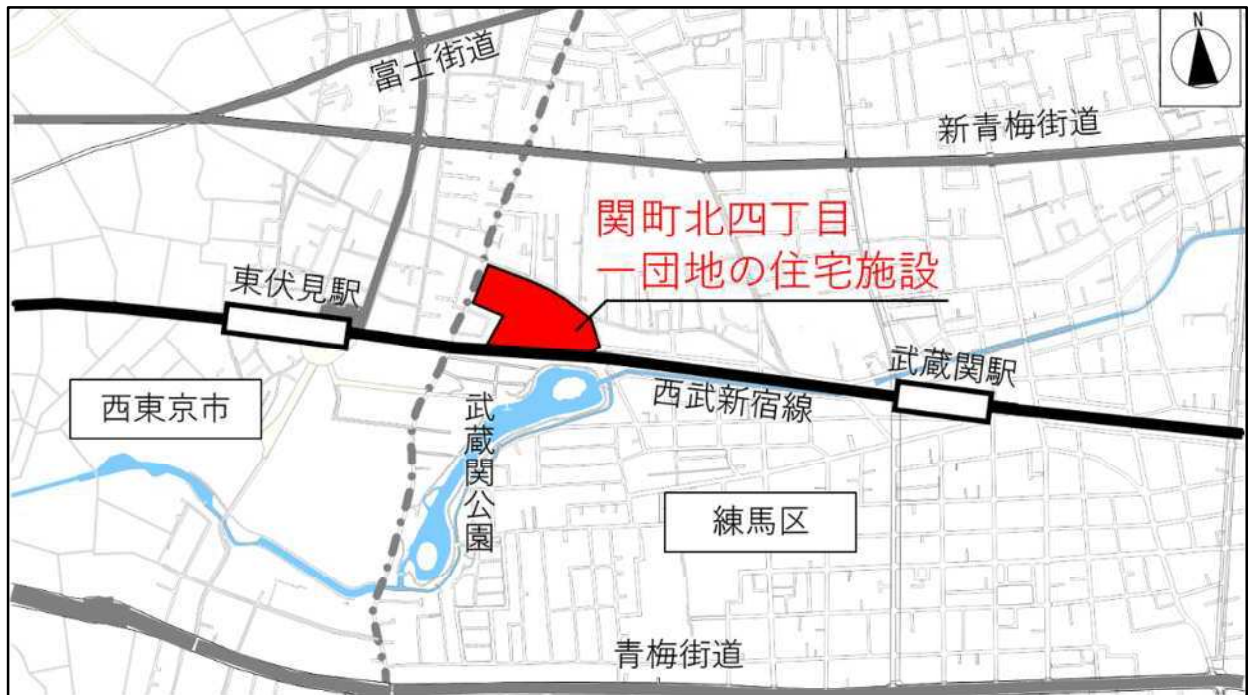 N
富士街道
新青梅街道
関町北四丁目
一団地の住宅施設
東伏見駅
武蔵関駅
西武新宿線
西東京市
武蔵関公園
練馬区
青梅街道